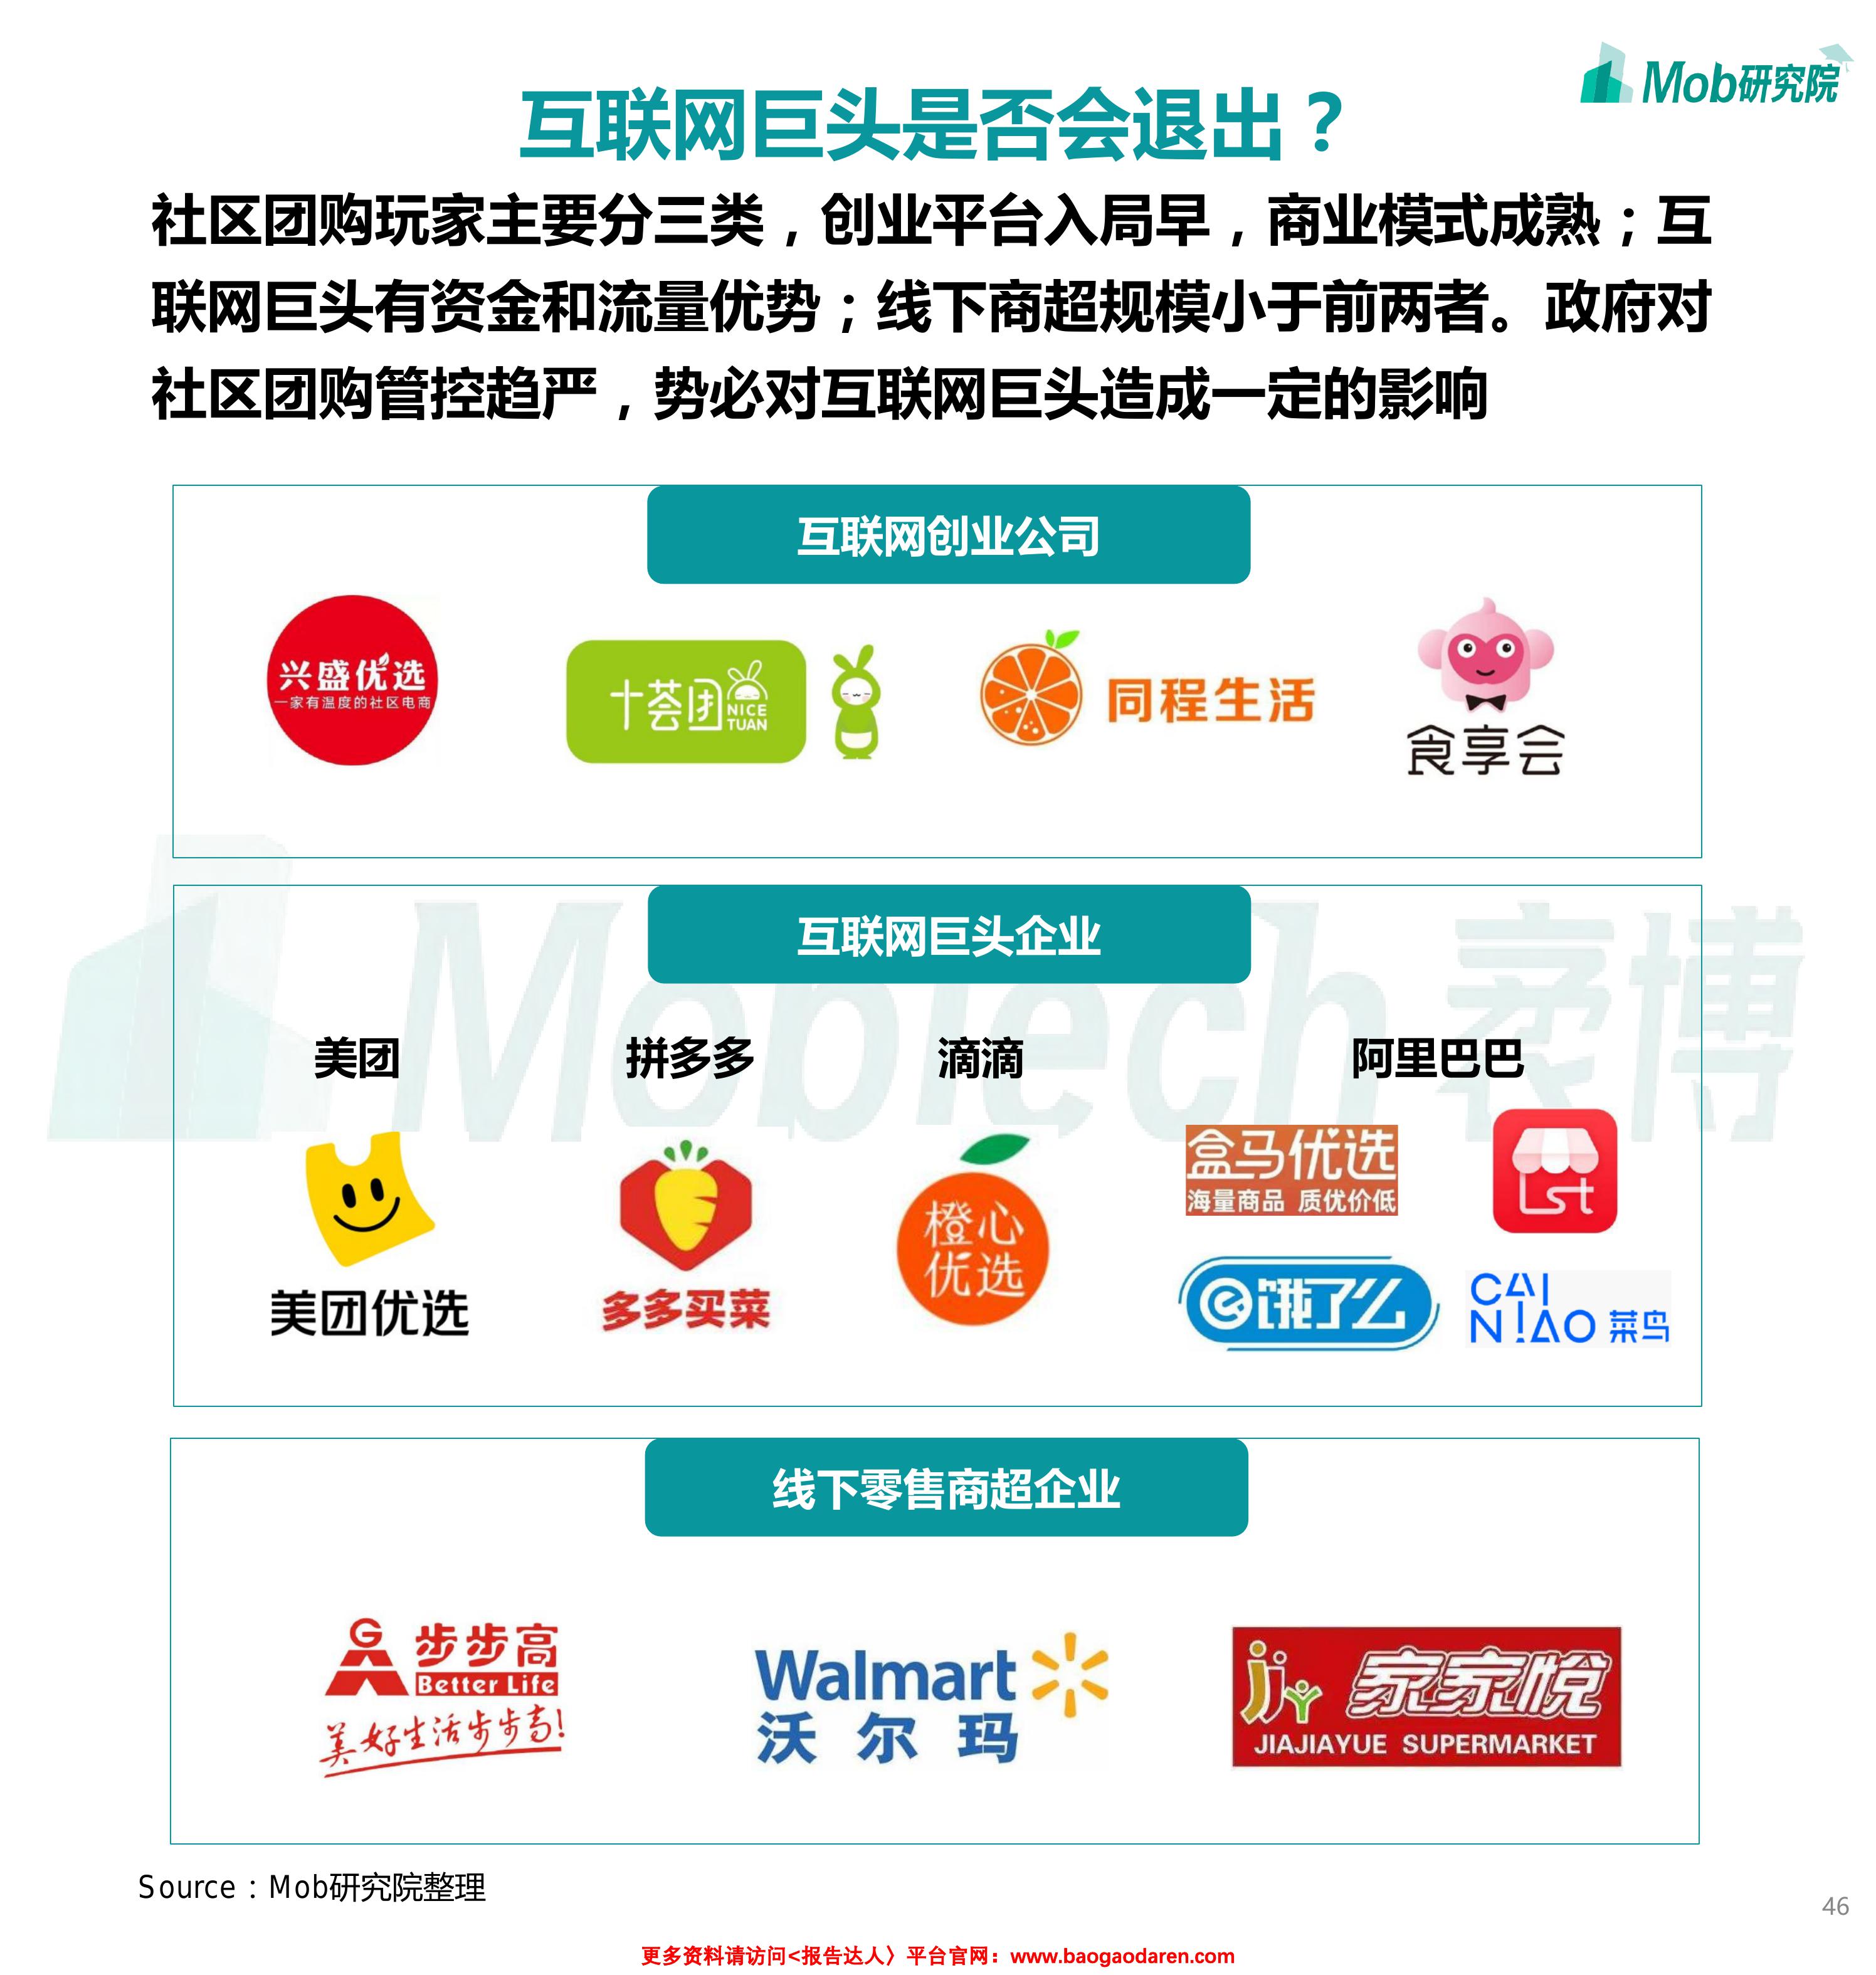 Mob研究院
互联网巨头是否会退出？
社区团购玩家主要分三类，创业平台入局早，商业模式成熟；互
联网巨头有资金和流量优势；线下商超规模小于前两者。政府对
社区团购管控趋严，势必对互联网巨头造成一定的影响
互联网创业公司
兴盛优选
一家有温度的社区电商
十荟团
NICE
TUAN
同程生活
食享会
互联网巨头企业
MobTech袤博
美团
拼多多
滴滴
阿里巴巴
美团优选
多多买菜
橙心
优选
盒马优选
海量商品 质优价低
Lst
饿了么
CAI
NIAO 菜鸟
线下零售商超企业
步步高
Better Life
美好生活步步高!
Walmart
沃尔玛
家家悦
JIAJIAYUE SUPERMARKET
Source：Mob研究院整理
46
更多资料请访问<报告达人〉平台官网：www.baogaodaren.com